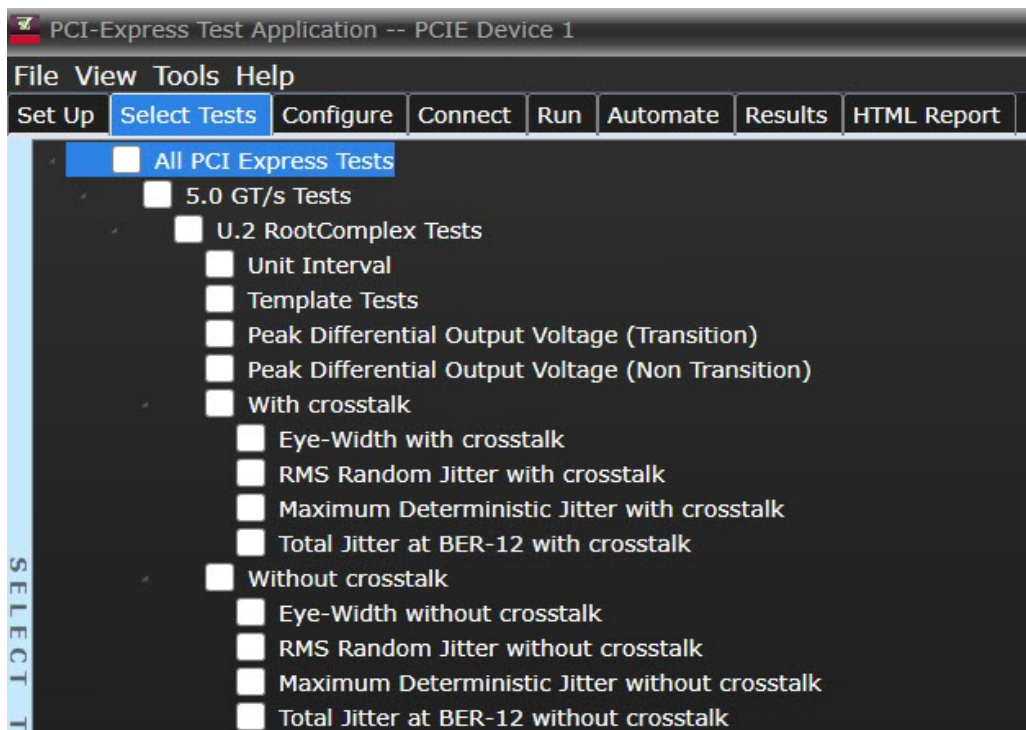 PCI-Express Test Application -- PCIE Device 1
File View Tools Help
Set Up Select Tests Configure Connect Run Automate Results HTML Report
All PCI Express Tests
5.0 GT/s Tests
U.2 RootComplex Tests
Unit Interval
Template Tests
Peak Differential Output Voltage (Transition)
Peak Differential Output Voltage (Non Transition)
With crosstalk
Eye-Width with crosstalk
RMS Random Jitter with crosstalk
Maximum Deterministic Jitter with crosstalk
Total Jitter at BER-12 with crosstalk
Without crosstalk
Eye-Width without crosstalk
RMS Random Jitter without crosstalk
Maximum Deterministic Jitter without crosstalk
Total Jitter at BER-12 without crosstalk
SELECT T